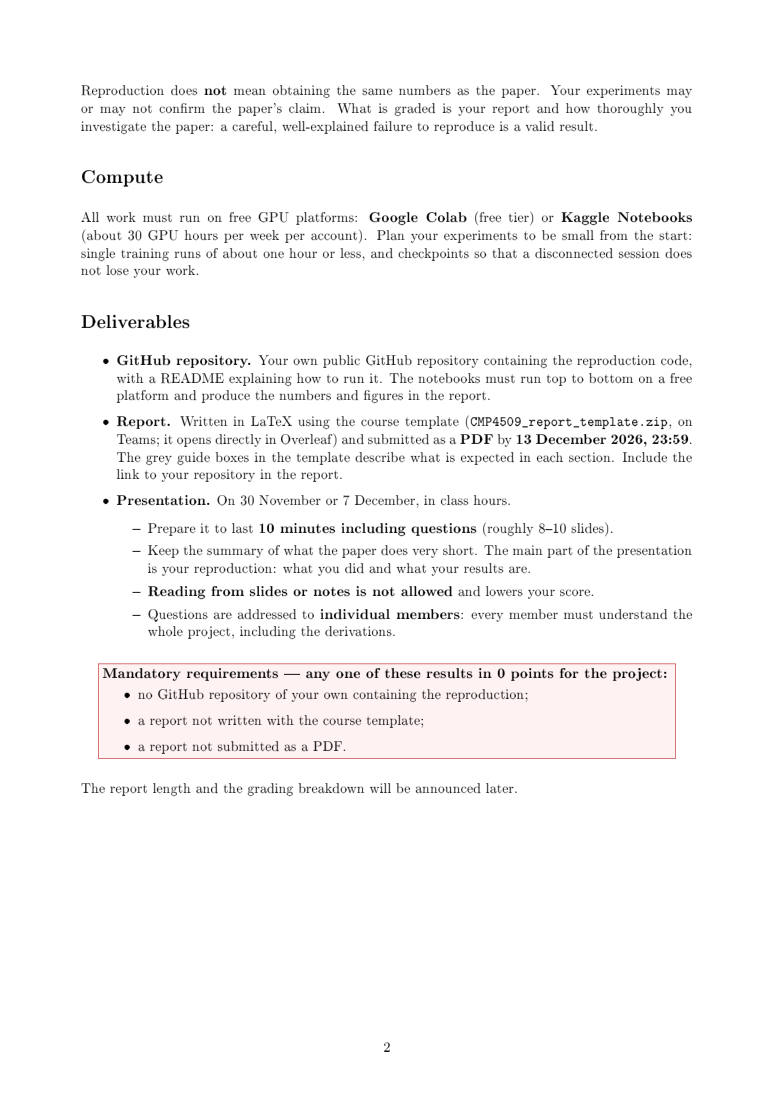 Reproduction does not mean obtaining the same numbers as the paper. Your experiments may
or may not confirm the paper's claim. What is graded is your report and how thoroughly you
investigate the paper: a careful, well-explained failure to reproduce is a valid result.
Compute
All work must run on free GPU platforms: Google Colab (free tier) or Kaggle Notebooks
(about 30 GPU hours per week per account). Plan your experiments to be small from the start:
single training runs of about one hour or less, and checkpoints so that a disconnected session does
not lose your work.
Deliverables
• GitHub repository. Your own public GitHub repository containing the reproduction code,
with a README explaining how to run it. The notebooks must run top to bottom on a free
platform and produce the numbers and figures in the report.
• Report. Written in LaTeX using the course template (CMP4509_report_template.zip, on
Teams; it opens directly in Overleaf) and submitted as a PDF by 13 December 2026, 23:59.
The grey guide boxes in the template describe what is expected in each section. Include the
link to your repository in the report.
• Presentation. On 30 November or 7 December, in class hours.
– Prepare it to last 10 minutes including questions (roughly 8–10 slides).
– Keep the summary of what the paper does very short. The main part of the presentation
is your reproduction: what you did and what your results are.
– Reading from slides or notes is not allowed and lowers your score.
– Questions are addressed to individual members: every member must understand the
whole project, including the derivations.
Mandatory requirements — any one of these results in 0 points for the project:
• no GitHub repository of your own containing the reproduction;
• a report not written with the course template;
• a report not submitted as a PDF.
The report length and the grading breakdown will be announced later.
2